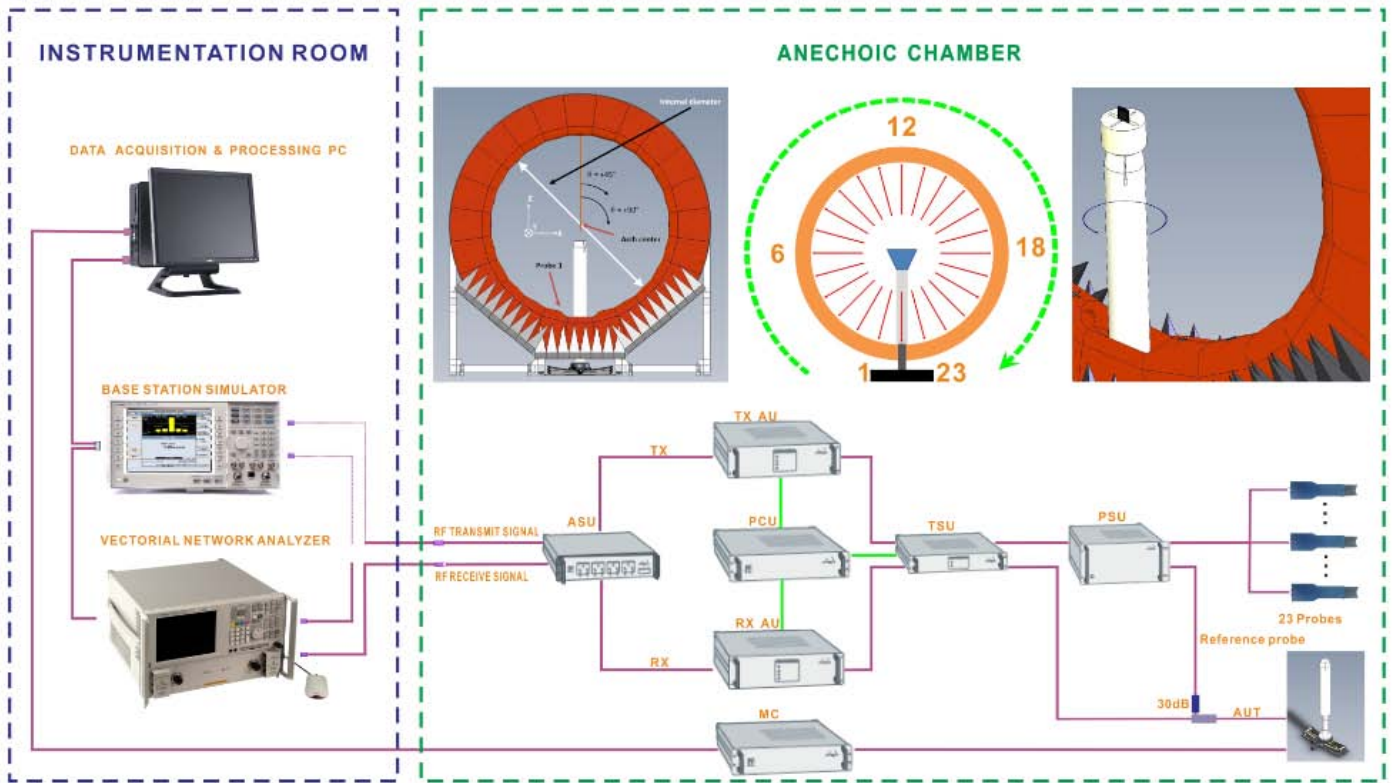 INSTRUMENTATION ROOM
DATA ACQUISITION & PROCESSING PC
BASE STATION SIMULATOR
VECTORIAL NETWORK ANALYZER
ANECHOIC CHAMBER
Internal diameter
Arch center
Probe 1
12
6
18
1
23
TX AU
TX
RF TRANSMIT SIGNAL
ASU
PCU
TSU
PSU
RF RECEIVE SIGNAL
RX AU
RX
23 Probes
Reference probe
30dB
AUT
MC